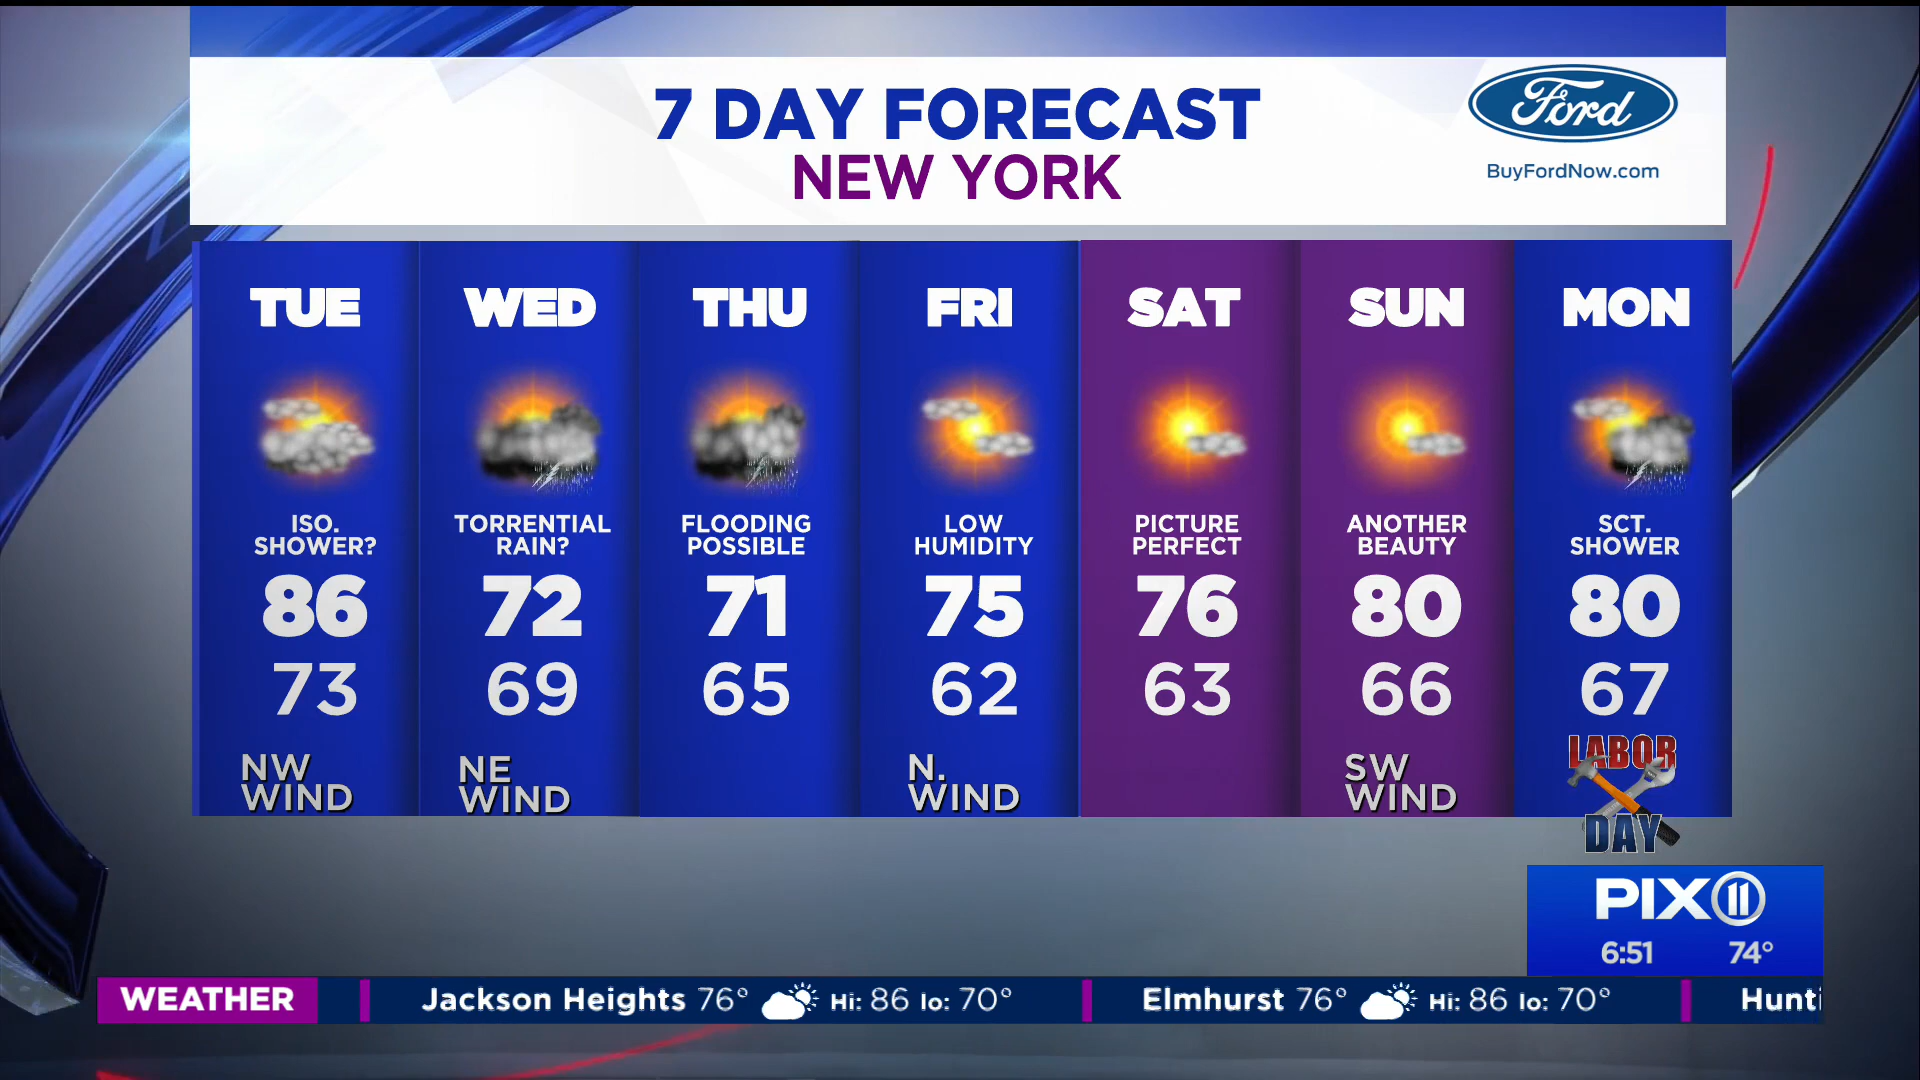 7 DAY FORECAST
NEW YORK
Ford
BuyFordNow.com
TUE
WED
THU
FRI
SAT
SUN
MON
ISO.
SHOWER?
TORRENTIAL
RAIN?
FLOODING
POSSIBLE
LOW
HUMIDITY
PICTURE
PERFECT
ANOTHER
BEAUTY
SCT.
SHOWER
86
72
71
75
76
80
80
73
69
65
62
63
66
67
NW
WIND
NE
WIND
N.
WIND
SW
WIND
LABOR
DAY
PIX 11
6:51 74°
WEATHER
Jackson Heights 76° Hi: 86 lo: 70°
Elmhurst 76° Hi: 86 lo: 70°
Hunti